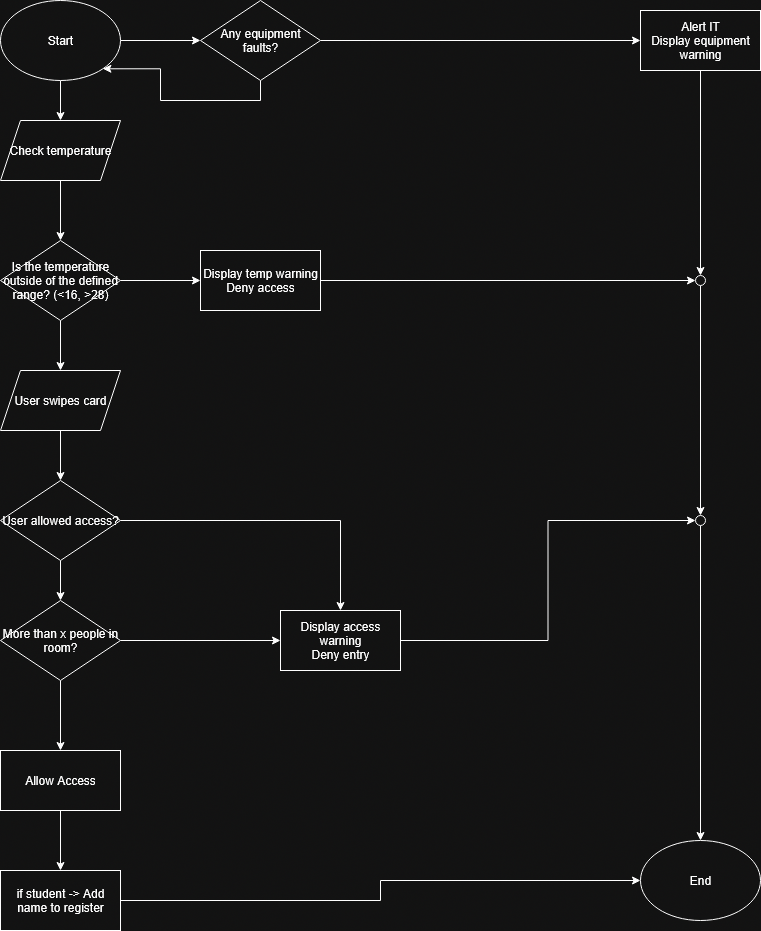 Start
Any equipment
faults?
Alert IT
Display equipment
warning
Check temperature
Is the temperature
outside of the defined
range? (<16, >28)
Display temp warning
Deny access
User swipes card
User allowed access?
More than x people in
room?
Display access
warning
Deny entry
Allow Access
if student -> Add
name to register
End